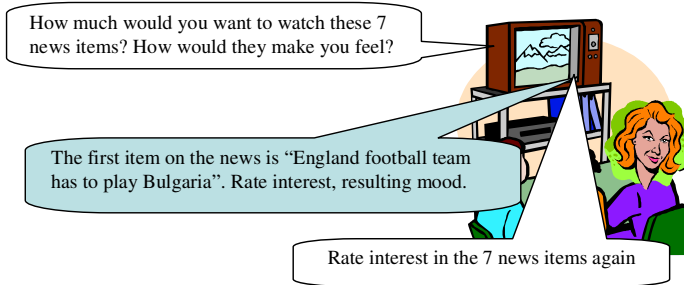 How much would you want to watch these 7
news items? How would they make you feel?
The first item on the news is “England football team
has to play Bulgaria”. Rate interest, resulting mood.
Rate interest in the 7 news items again